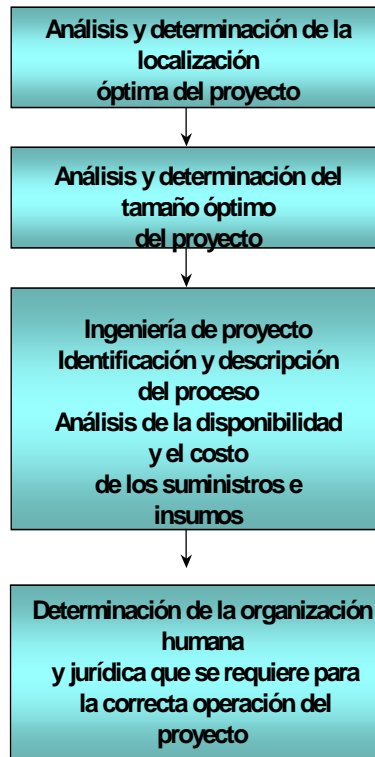 Análisis y determinación de la
localización
óptima del proyecto
Análisis y determinación del
tamaño óptimo
del proyecto
Ingeniería de proyecto
Identificación y descripción
del proceso
Análisis de la disponibilidad
y el costo
de los suministros e
insumos
Determinación de la organización
humana
y jurídica que se requiere para
la correcta operación del
proyecto